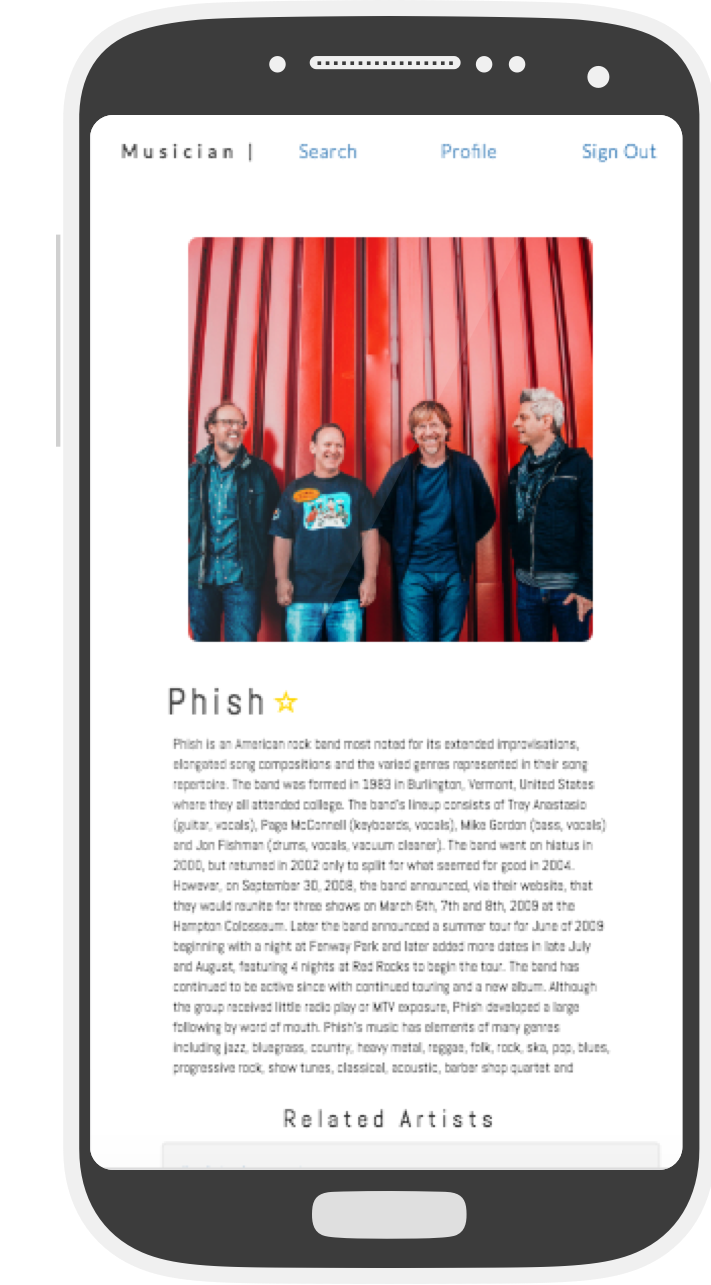 Musician | Search Profile Sign Out
Phish
Phish is an American rock band most noted for its extended improvisations,
elongated song compositions and the varied genres represented in their song
repertoire. The band was formed in 1983 in Burlington, Vermont, United States
where they all attended college. The band's lineup consists of Trey Anastasio
(guitar, vocals), Page McConnell (keyboards, vocals), Mike Gordon (bass, vocals)
and Jon Fishman (drums, vocals, vacuum cleaner). The band went on hiatus in
2000, but returned in 2002 only to split for what seemed for good in 2004.
However, on September 30, 2008, the band announced, via their website, that
they would reunite for three shows on March 6th, 7th and 8th, 2009 at the
Hampton Colosseum. Later the band announced a summer tour for June of 2009
beginning with a night at Fenway Park and later added more dates in late July
and August, featuring 4 nights at Red Rocks to begin the tour. The band has
continued to be active since with continued touring and a new album. Although
the group received little radio play or MTV exposure, Phish developed a large
following by word of mouth. Phish's music has elements of many genres
including jazz, bluegrass, country, heavy metal, reggae, folk, rock, ska, pop, blues,
progressive rock, show tunes, classical, acoustic, barber shop quartet and
Related Artists